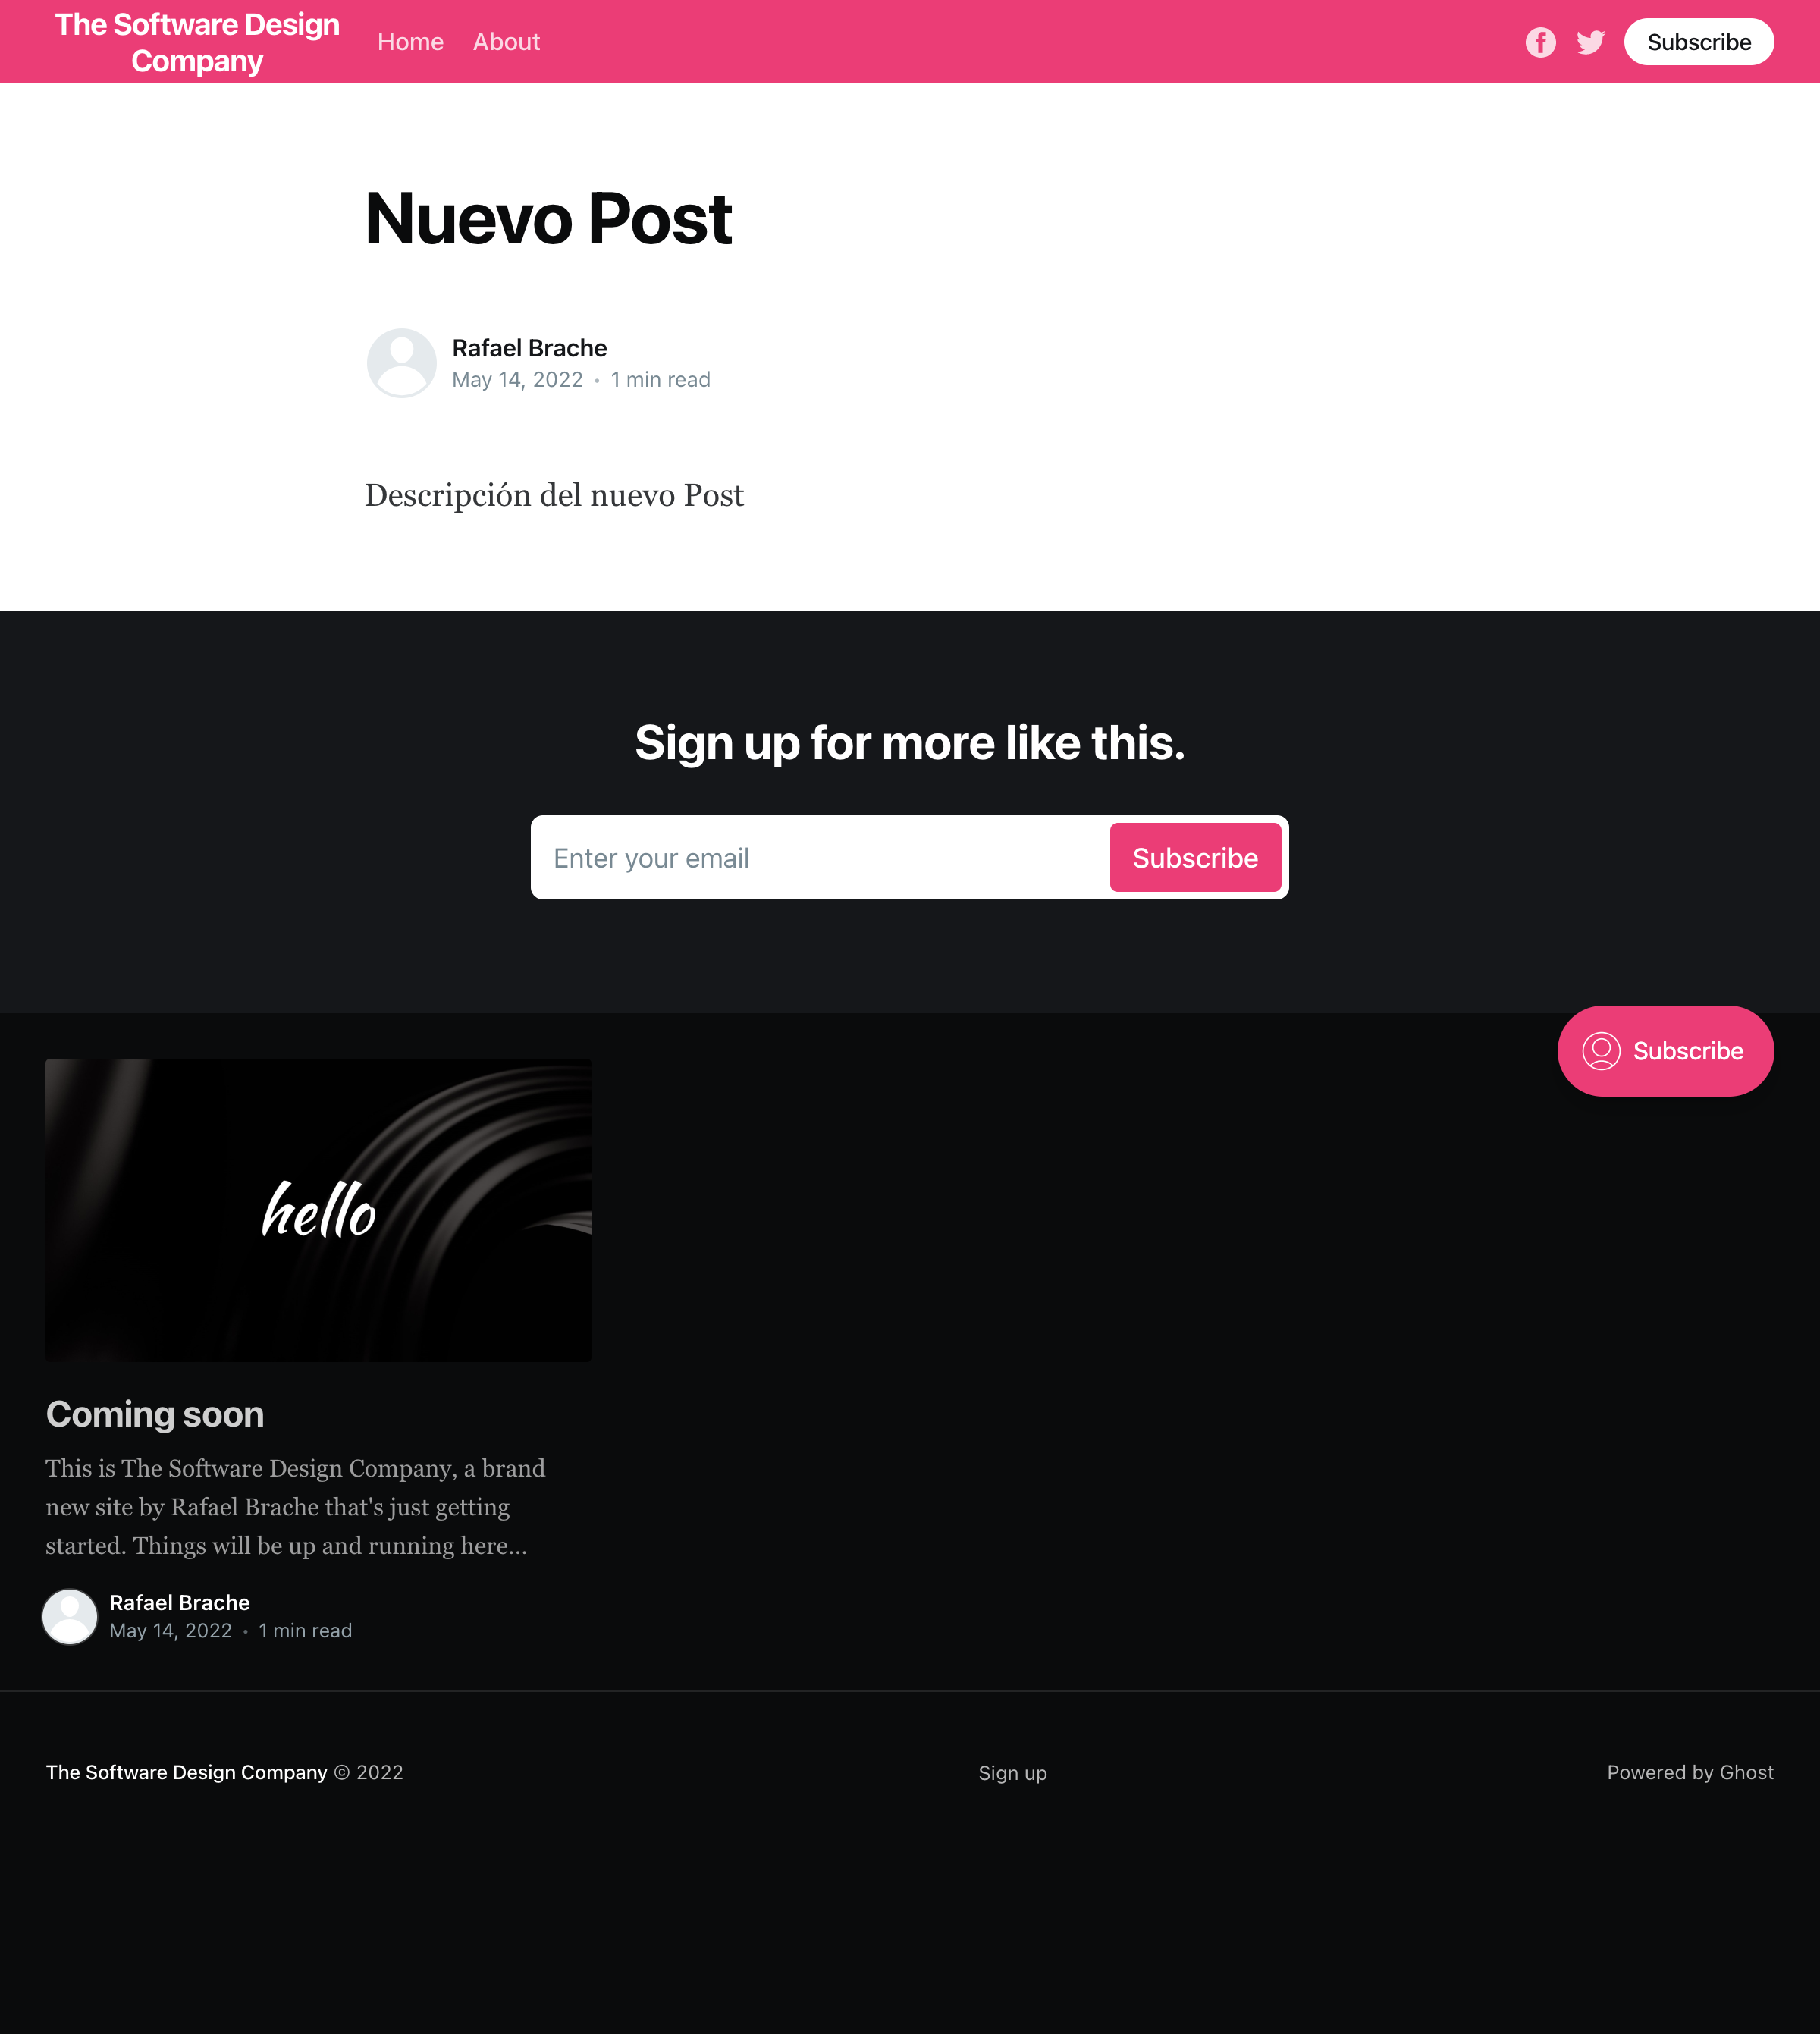 The Software Design
Company
Home
About
Subscribe
Nuevo Post
Rafael Brache
May 14, 2022 • 1 min read
Descripción del nuevo Post
Sign up for more like this.
Enter your email
Subscribe
Subscribe
hello
Coming soon
This is The Software Design Company, a brand
new site by Rafael Brache that's just getting
started. Things will be up and running here...
Rafael Brache
May 14, 2022 • 1 min read
The Software Design Company © 2022
Sign up
Powered by Ghost